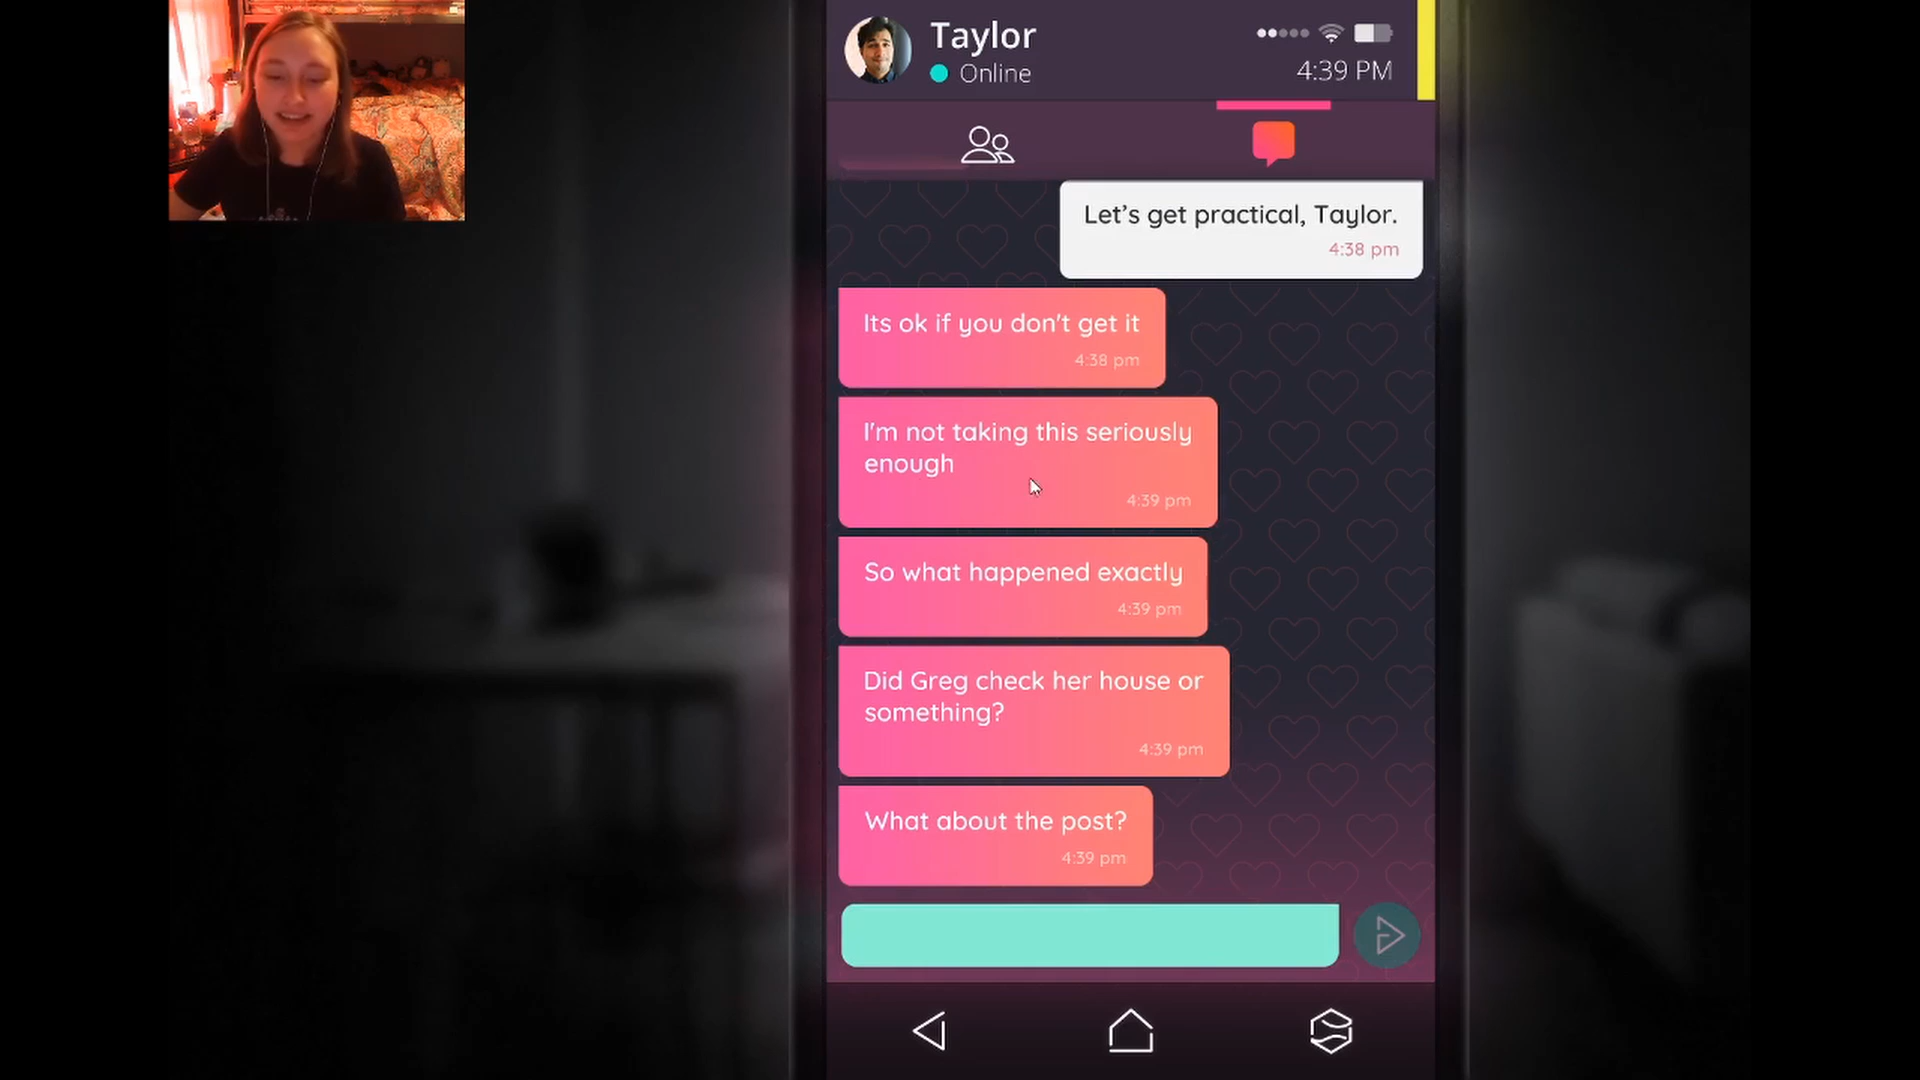 Taylor
Online
4:39 PM
Let's get practical, Taylor.
4:38 pm
Its ok if you don't get it
4:38 pm
I'm not taking this seriously
enough
4:39 pm
So what happened exactly
4:39 pm
Did Greg check her house or
something?
4:39 pm
What about the post?
4:39 pm